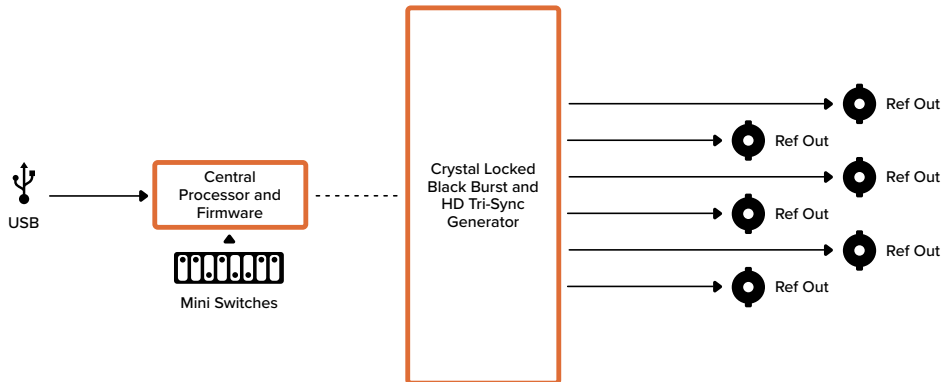 USB
Central
Processor and
Firmware
Mini Switches
Crystal Locked
Black Burst and
HD Tri-Sync
Generator
Ref Out
Ref Out
Ref Out
Ref Out
Ref Out
Ref Out